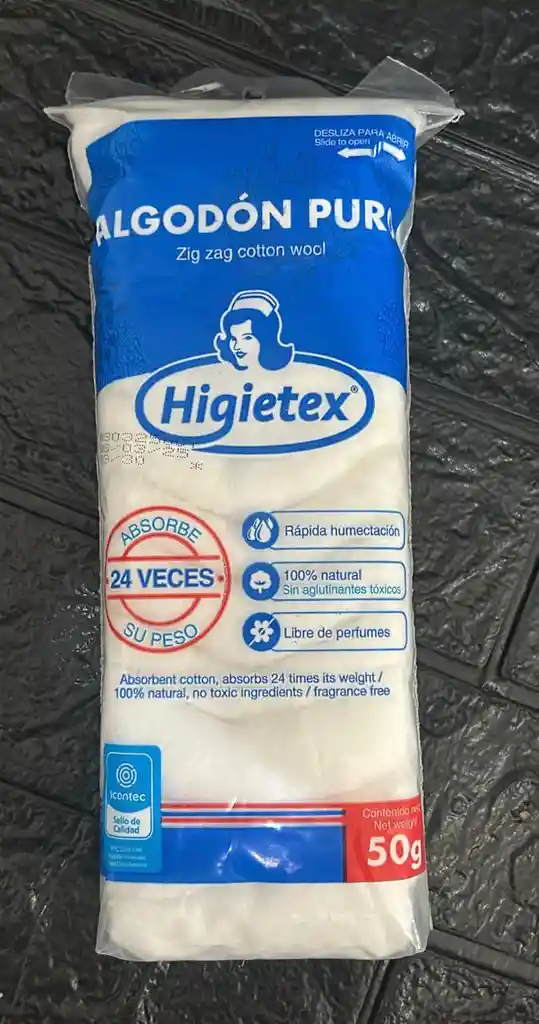 DESLIZA PARA ABRIR
Slide to open
ALGODÓN PURO
Zig zag cotton wool
Higietex®
ABSORBE
24 VECES
SU PESO
Rápida humectación
100% natural
Sin aglutinantes tóxicos
Libre de perfumes
Absorbent cotton, absorbs 24 times its weight /
100% natural, no toxic ingredients / fragrance free
icontec
Sello de
Calidad
Contenido
Net weight
50g